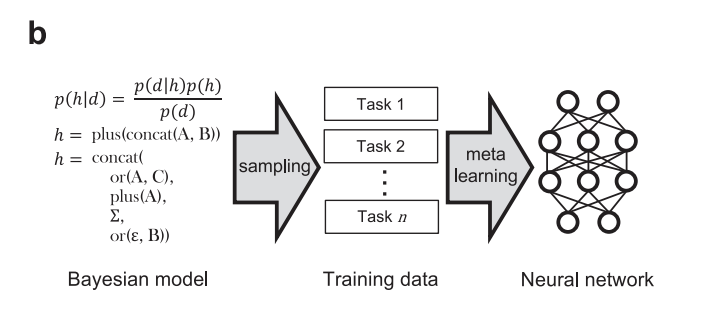 b
p(h|d) = p(d|h)p(h) / p(d)
h = plus(concat(A, B))
h = concat(
or(A, C),
plus(A),
Σ,
or(ε, B))
Bayesian model
sampling
Task 1
Task 2
⋮
Task n
Training data
meta
learning
Neural network